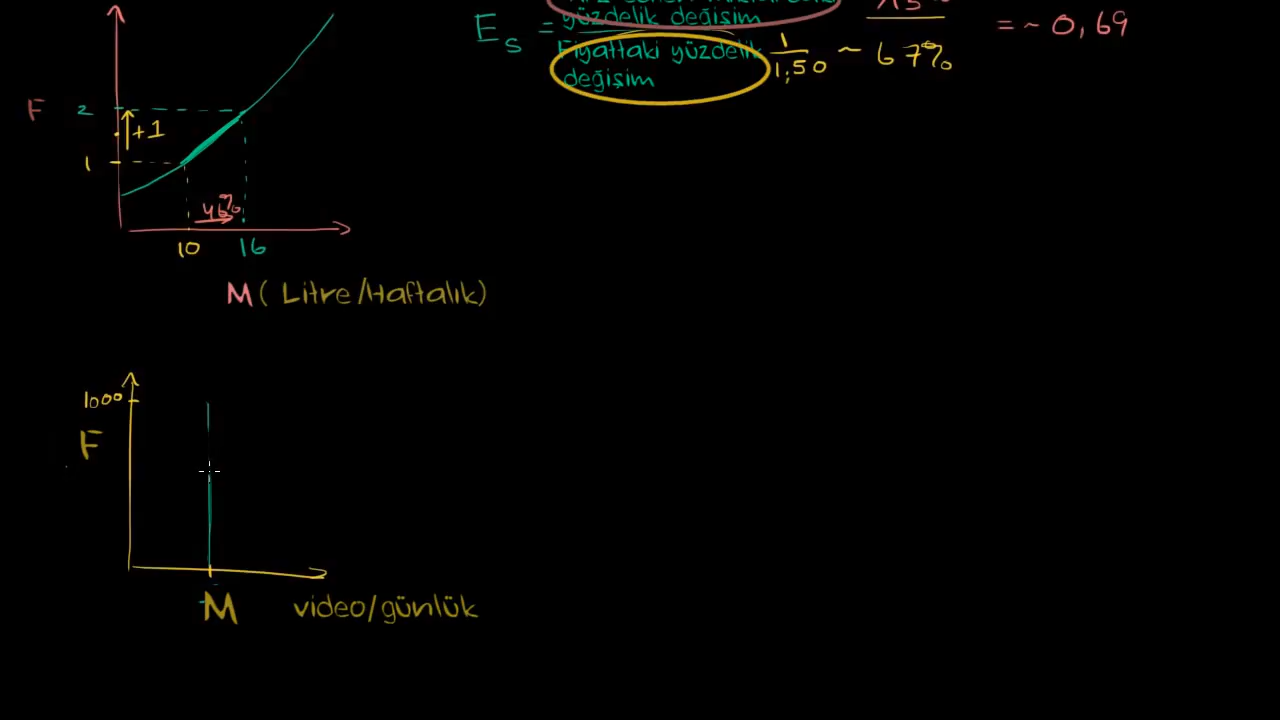 yüzdelik değişim
E s =
Fiyattaki yüzdelik
değişim
1
1,50
~ 67%
= ~ 0,69
F
2
+1
1
46%
10
16
M ( Litre/Haftalık)
1000
F
M
video/günlük